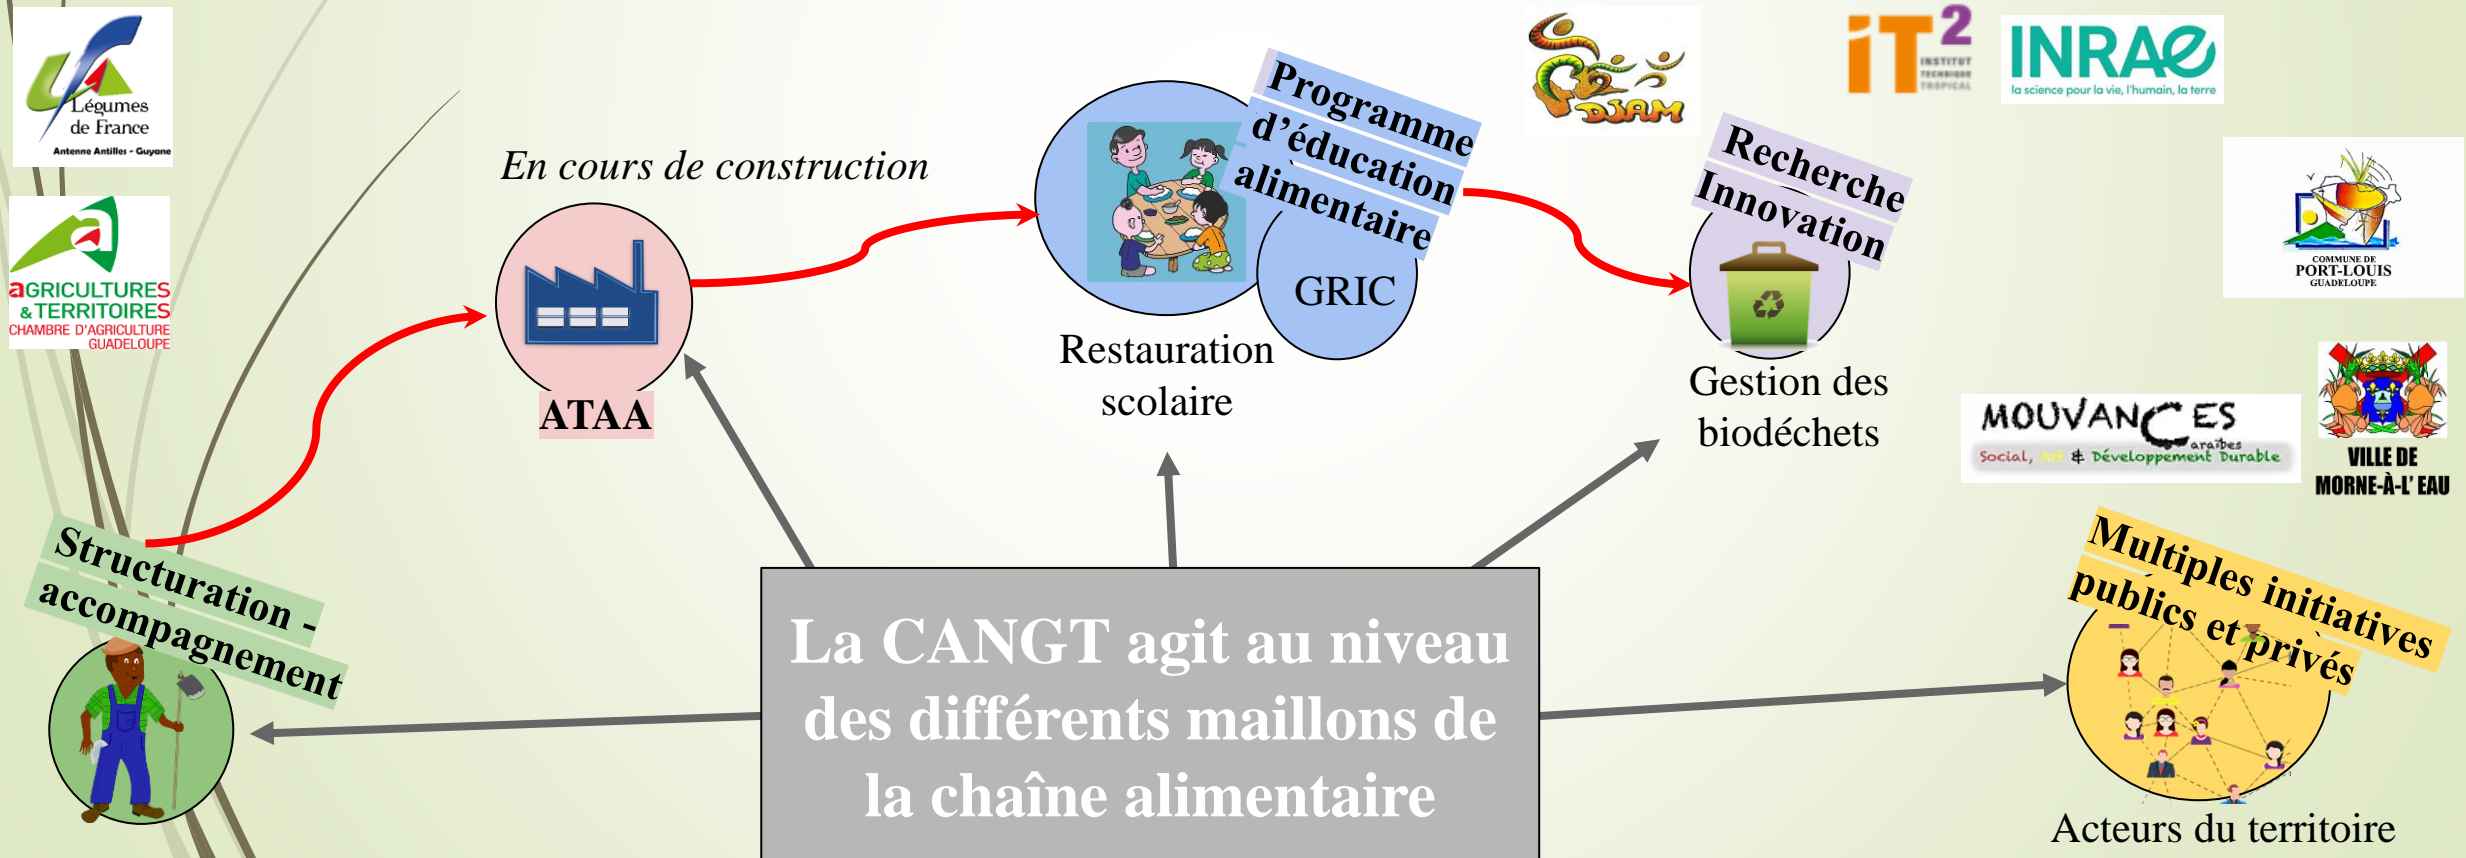 Légumes
de France
Antenne Antilles - Guyane
aGRICULTURES
& TERRITOIRES
CHAMBRE D'AGRICULTURE
GUADELOUPE
En cours de construction
ATAA
Programme
d'éducation
alimentaire
GRIC
Restauration
scolaire
DJAM
iT2
INSTITUT
TECHNIQUE
TROPICAL
INRAE
la science pour la vie, l'humain, la terre
Recherche
Innovation
Gestion des
biodéchets
COMMUNE DE
PORT-LOUIS
GUADELOUPE
MOUVANCES
araïbes
Social, Art & Développement Durable
VILLE DE
MORNE-À-L' EAU
Structuration -
accompagnement
La CANGT agit au niveau
des différents maillons de
la chaîne alimentaire
Multiples initiatives
publics et privés
Acteurs du territoire